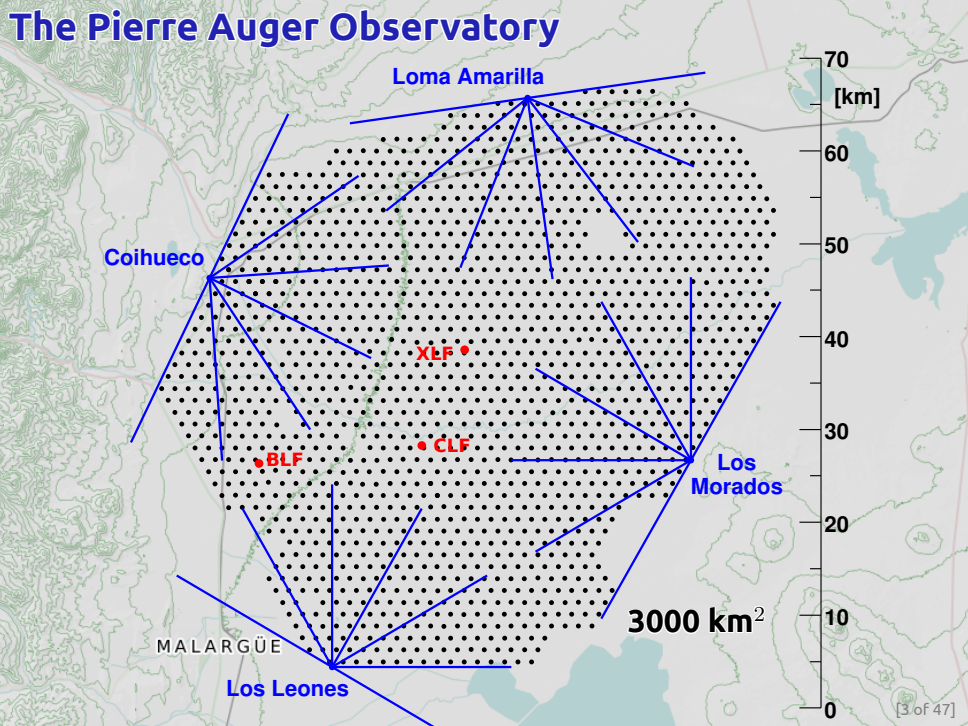 The Pierre Auger Observatory
Loma Amarilla
70
[km]
60
Coihueco
50
40
XLF
30
CLF
BLF
Los
Morados
20
10
3000 km²
MALARGÜE
Los Leones
0
[3 of 47]